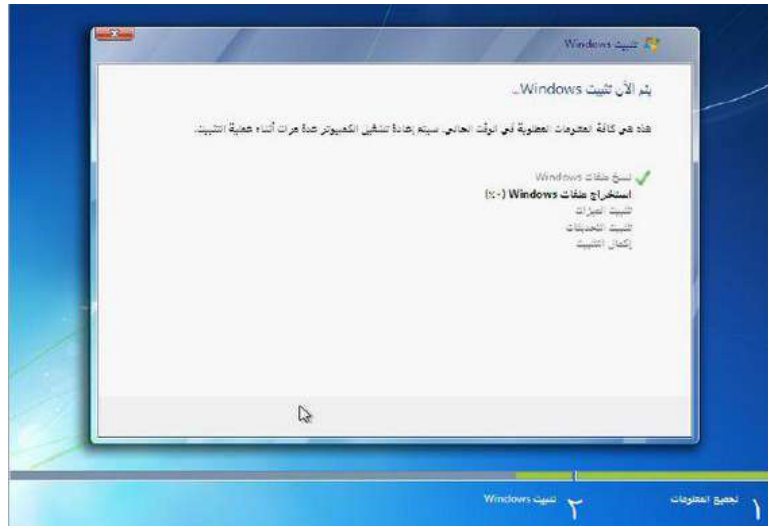 تثبيت Windows
يتم الآن تثبيت Windows...
هذه هي كافة المعلومات المطلوبة في الوقت الحالي. سيتم إعادة تشغيل الكمبيوتر عدة مرات أثناء عملية التثبيت.
نسخ ملفات Windows
استخراج ملفات Windows (٠%)
تثبيت الميزات
تثبيت التحديثات
إكمال التثبيت
١ تجميع المعلومات
٢ تثبيت Windows